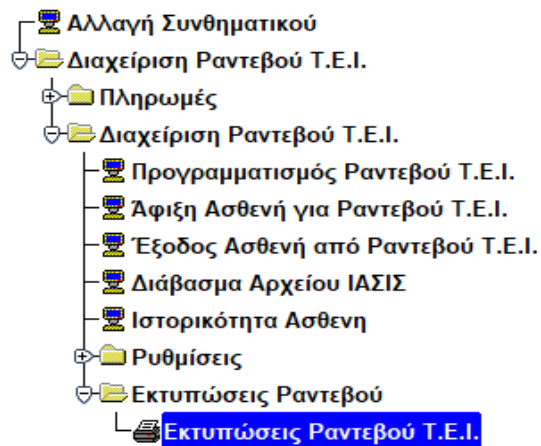 Αλλαγή Συνθηματικού
Διαχείριση Ραντεβού Τ.Ε.Ι.
Πληρωμές
Διαχείριση Ραντεβού Τ.Ε.Ι.
Προγραμματισμός Ραντεβού Τ.Ε.Ι.
Άφιξη Ασθενή για Ραντεβού Τ.Ε.Ι.
Έξοδος Ασθενή από Ραντεβού Τ.Ε.Ι.
Διάβασμα Αρχείου ΙΑΣΙΣ
Ιστορικότητα Ασθενη
Ρυθμίσεις
Εκτυπώσεις Ραντεβού
Εκτυπώσεις Ραντεβού Τ.Ε.Ι.